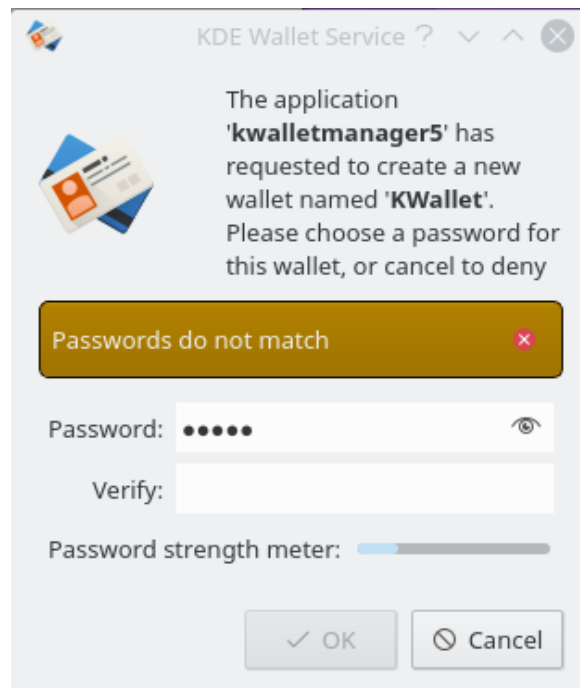 KDE Wallet Service ?
The application
'kwalletmanager5' has
requested to create a new
wallet named 'KWallet'.
Please choose a password for
this wallet, or cancel to deny
Passwords do not match
Password: •••••
Verify:
Password strength meter:
OK
Cancel